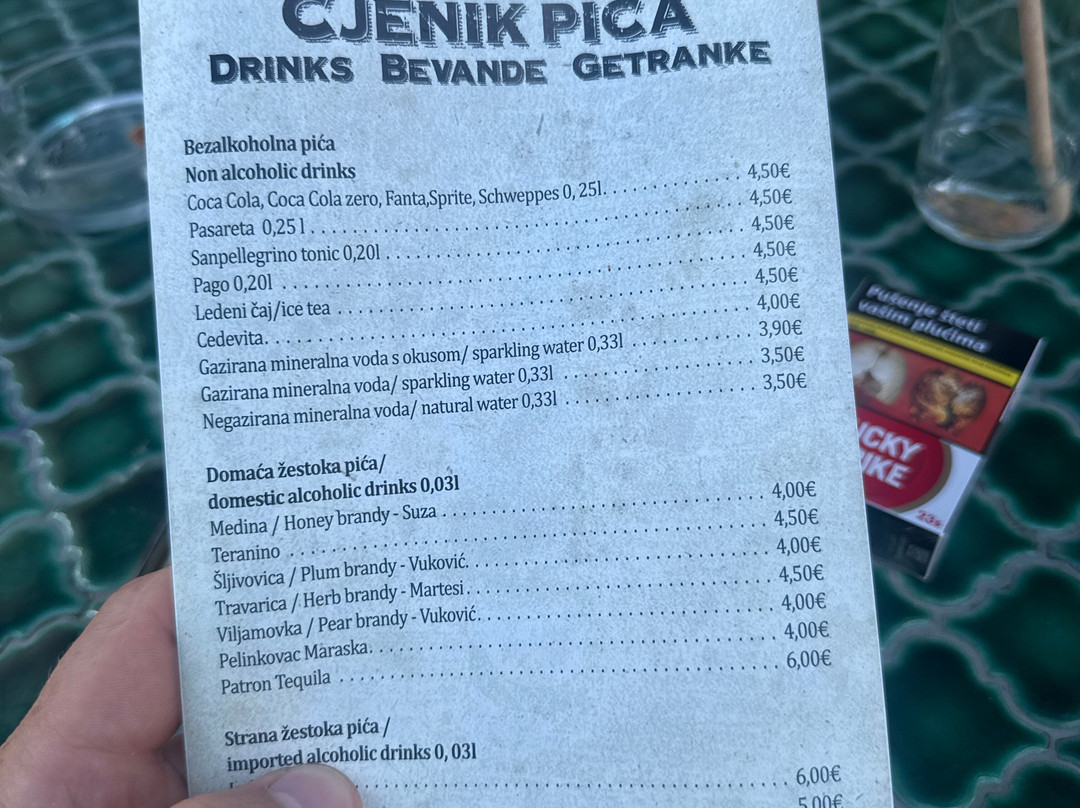 CJENIK PIĆA
DRINKS BEVANDE GETRANKE
Bezalkoholna pića
Non alcoholic drinks
Coca Cola, Coca Cola zero, Fanta,Sprite, Schweppes 0, 25l. 4,50€
Pasareta 0,25 l 4,50€
Sanpellegrino tonic 0,20l 4,50€
Pago 0,20l 4,50€
Ledeni čaj/ice tea 4,50€
Cedevita. 4,00€
Gazirana mineralna voda s okusom/ sparkling water 0,33l 3,90€
Gazirana mineralna voda/ sparkling water 0,33l 3,50€
Negazirana mineralna voda/ natural water 0,33l 3,50€
Domaća žestoka pića/
domestic alcoholic drinks 0,03l
Medina / Honey brandy - Suza 4,00€
Teranino 4,50€
Šljivovica / Plum brandy - Vuković. 4,00€
Travarica / Herb brandy - Martesi. 4,50€
Viljamovka / Pear brandy - Vuković. 4,00€
Pelinkovac Maraska. 4,00€
Patron Tequila 6,00€
Strana žestoka pića /
imported alcoholic drinks 0, 03l
6,00€
5,00€
Pušenje šteti
vašim plućima
UCKY
IKE